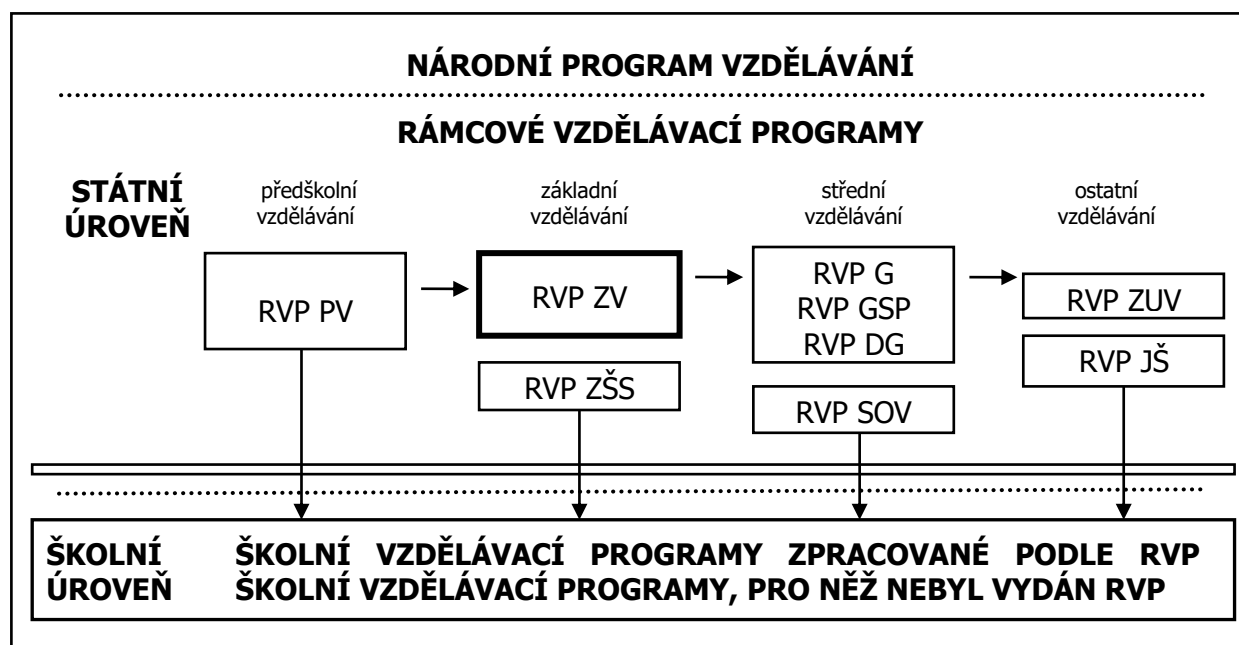 NÁRODNÍ PROGRAM VZDĚLÁVÁNÍ
RÁMCOVÉ VZDĚLÁVACÍ PROGRAMY
STÁTNÍ
ÚROVEŇ
předškolní
vzdělávání
základní
vzdělávání
střední
vzdělávání
ostatní
vzdělávání
RVP PV
RVP ZV
RVP ZŠS
RVP G
RVP GSP
RVP DG
RVP SOV
RVP ZUV
RVP JŠ
ŠKOLNÍ
ÚROVEŇ
ŠKOLNÍ VZDĚLÁVACÍ PROGRAMY ZPRACOVANÉ PODLE RVP
ŠKOLNÍ VZDĚLÁVACÍ PROGRAMY, PRO NĚŽ NEBYL VYDÁN RVP